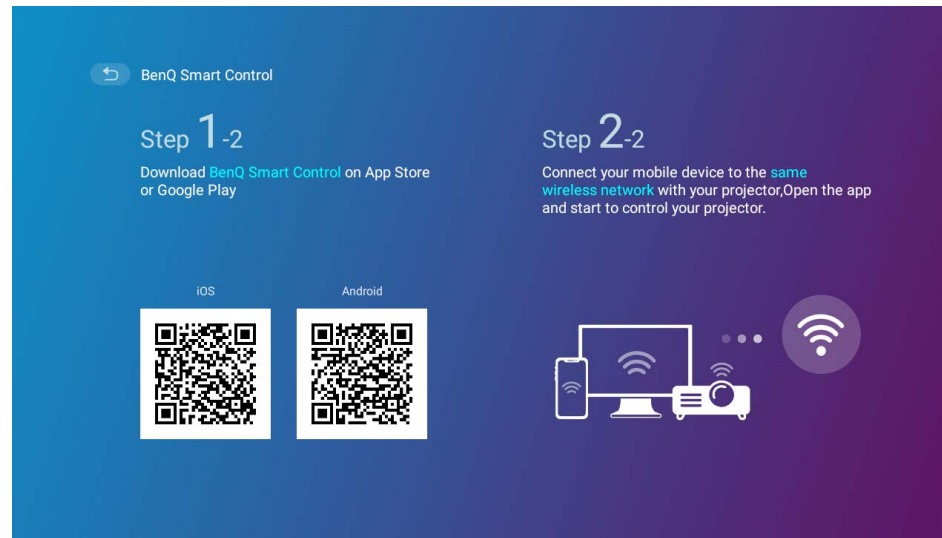 BenQ Smart Control
Step 1-2
Download BenQ Smart Control on App Store
or Google Play
iOS
Android
Step 2-2
Connect your mobile device to the same
wireless network with your projector,Open the app
and start to control your projector.